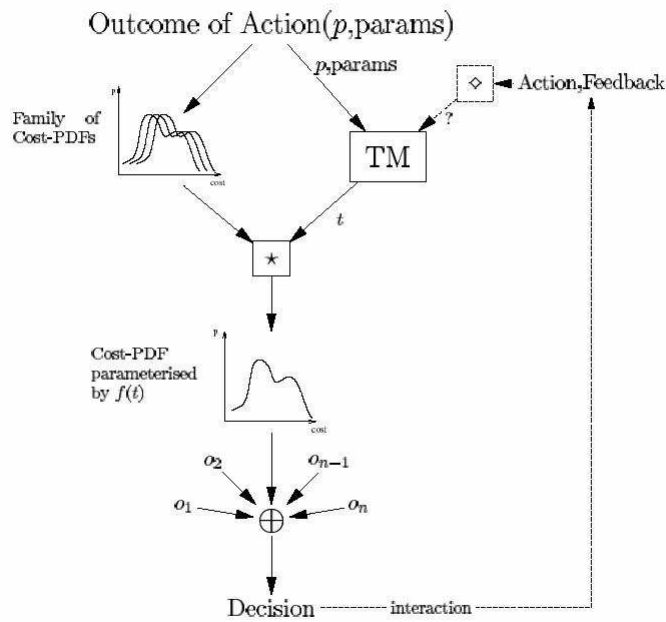 Outcome of Action(p,params)
p,params
◇
Action,Feedback
?
Family of
Cost-PDFs
p
cost
TM
t
⋆
Cost-PDF
parameterised
by f(t)
p
cost
o₂
oₙ₋₁
o₁
oₙ
⊕
Decision
interaction